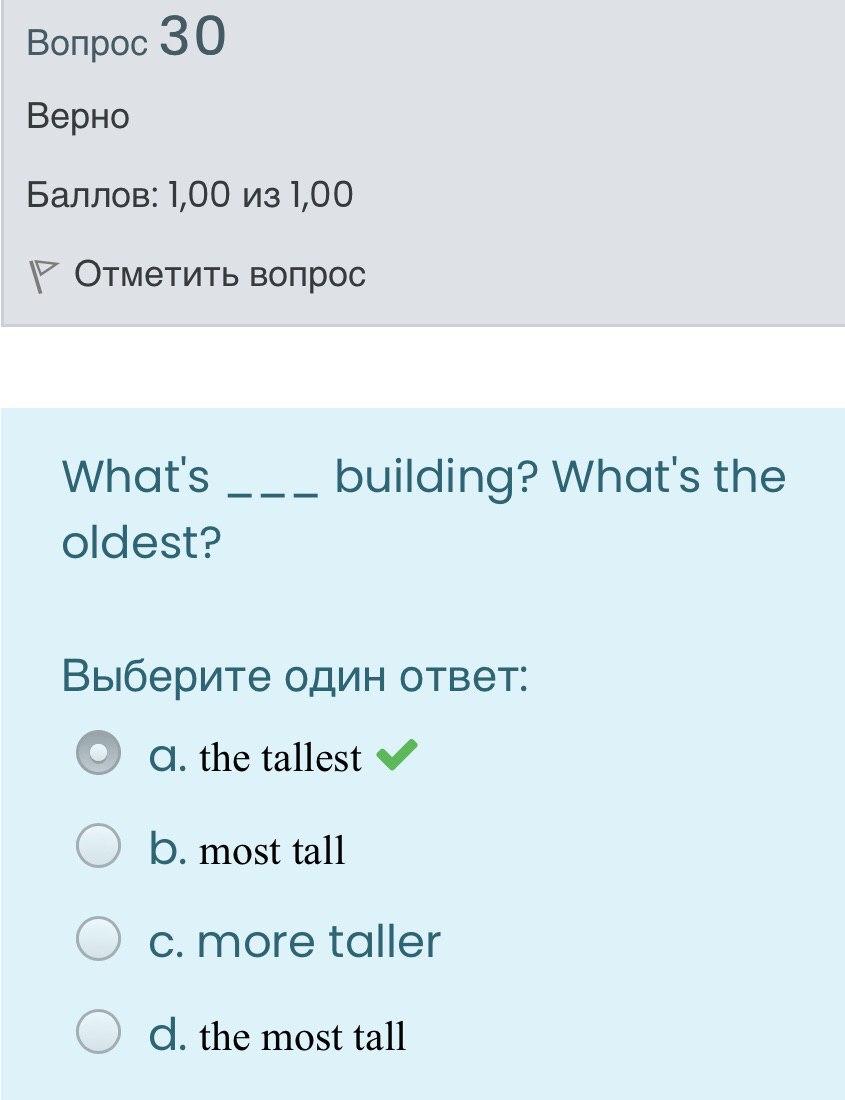 Вопрос 30
Верно
Баллов: 1,00 из 1,00
Отметить вопрос
What's ___ building? What's the
oldest?
Выберите один ответ:
a. the tallest
b. most tall
c. more taller
d. the most tall